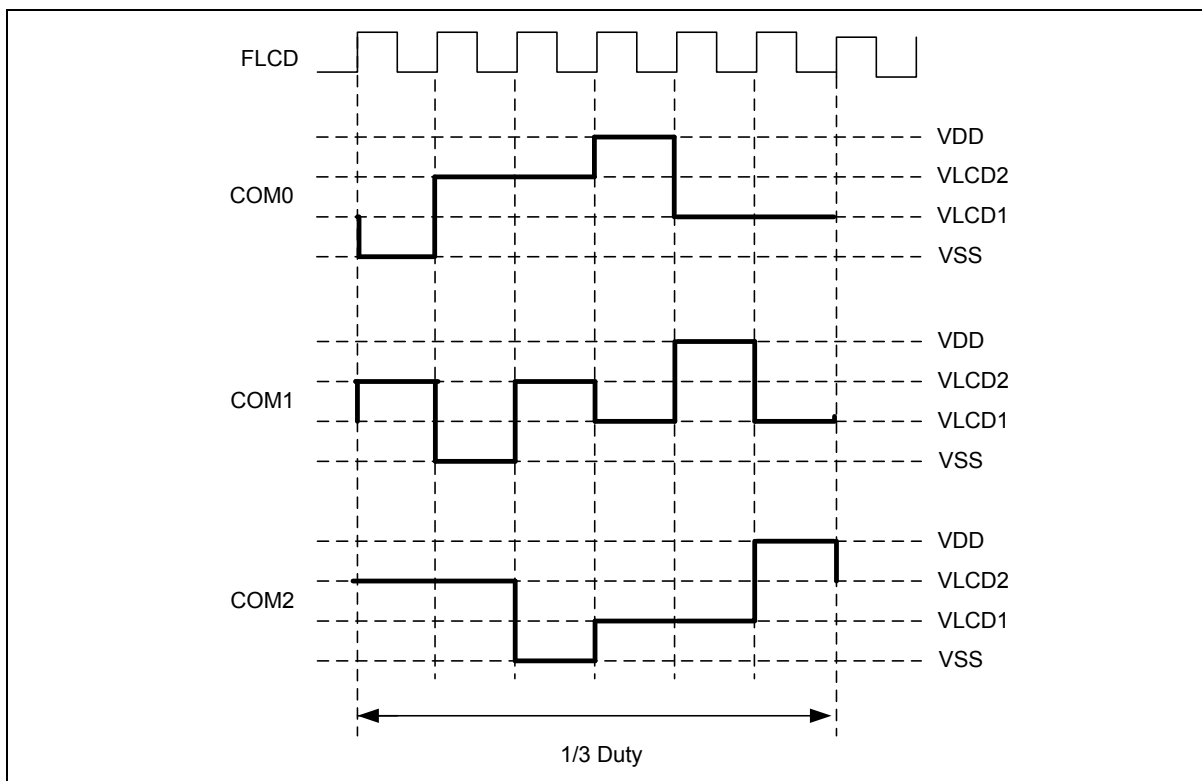 FLCD
VDD
VLCD2
COM0
VLCD1
VSS
VDD
VLCD2
COM1
VLCD1
VSS
VDD
VLCD2
COM2
VLCD1
VSS
1/3 Duty